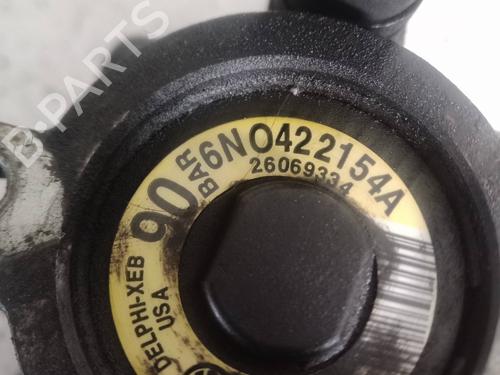 B-PARTS
90 BAR
6N0422154A
26069334
DELPHI-XEB
USA